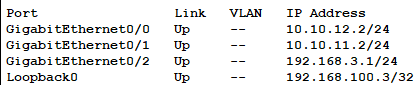 Port Link VLAN IP Address
GigabitEthernet0/0 Up -- 10.10.12.2/24
GigabitEthernet0/1 Up -- 10.10.11.2/24
GigabitEthernet0/2 Up -- 192.168.3.1/24
Loopback0 Up -- 192.168.100.3/32